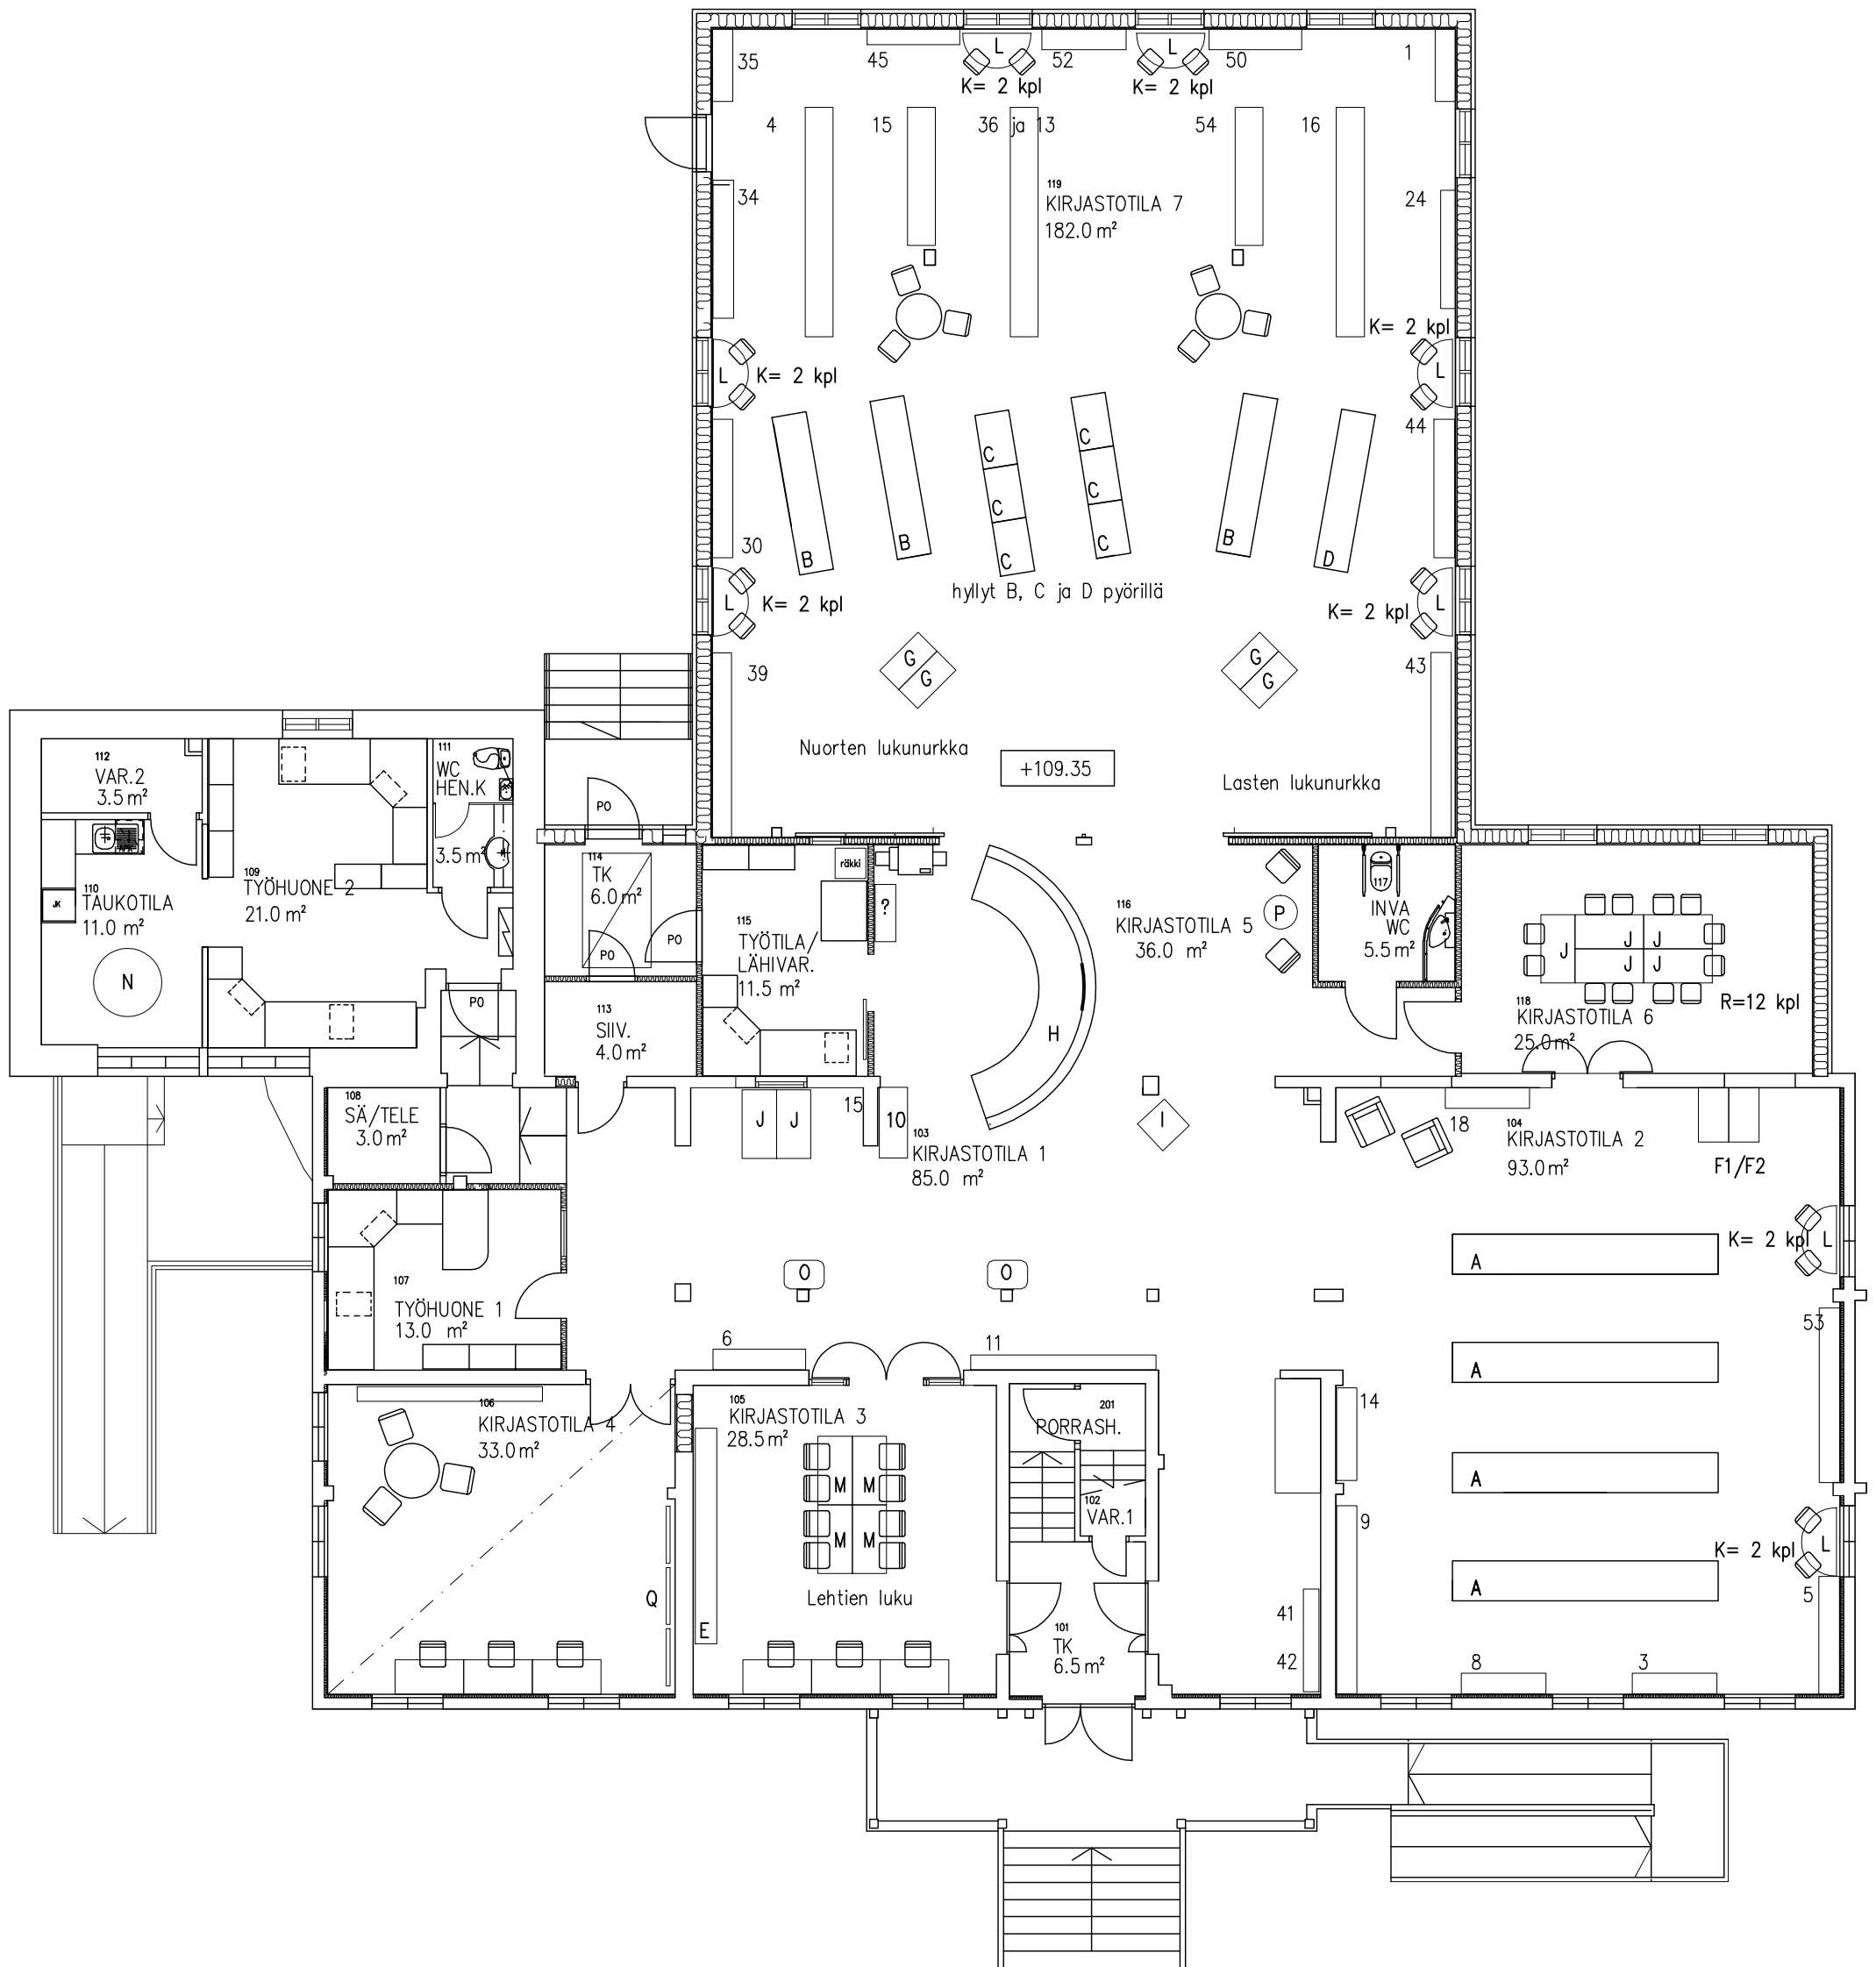 35
45
L
52
L
50
1
K= 2 kpl
K= 2 kpl
4
15
36 ja 13
54
16
34
119
KIRJASTOTILA 7
182.0 m²
24
K= 2 kpl
L
K= 2 kpl
L
44
C
C
C
C
C
C
30
B
B
B
D
hyllyt B, C ja D pyörillä
L
K= 2 kpl
K= 2 kpl
L
39
G
G
G
G
43
Nuorten lukunurkka
+109.35
Lasten lukunurkka
112
VAR.2
3.5 m²
111
WC
HEN.K
3.5 m²
PO
APK
JK
110
TAUKOTILA
11.0 m²
109
TYÖHUONE 2
21.0 m²
N
PO
114
TK
6.0 m²
PO
PO
räkki
?
115
TYÖTILA/
LÄHIVAR.
11.5 m²
113
SIIV.
4.0 m²
H
116
KIRJASTOTILA 5
36.0 m²
P
117
INVA
WC
5.5 m²
J
J
J
J
J
R=12 kpl
118
KIRJASTOTILA 6
25.0 m²
108
SÄ/TELE
3.0 m²
J
J
15
10
103
KIRJASTOTILA 1
85.0 m²
I
18
104
KIRJASTOTILA 2
93.0 m²
F1/F2
K= 2 kpl
L
A
107
TYÖHUONE 1
13.0 m²
O
O
53
6
11
A
106
KIRJASTOTILA 4
33.0 m²
105
KIRJASTOTILA 3
28.5 m²
201
PORRASH.
14
M
M
M
M
A
102
VAR.1
9
K= 2 kpl
L
Q
Lehtien luku
E
A
5
41
42
101
TK
6.5 m²
8
3